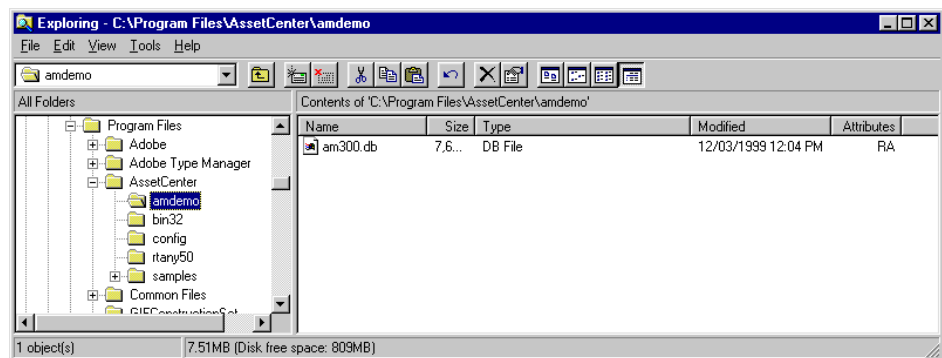 Exploring - C:\Program Files\AssetCenter\amdemo
File Edit View Tools Help
amdemo
All Folders Contents of 'C:\Program Files\AssetCenter\amdemo'
Name Size Type Modified Attributes
am300.db 7,6... DB File 12/03/1999 12:04 PM RA
Program Files
Adobe
Adobe Type Manager
AssetCenter
amdemo
bin32
config
rtany50
samples
Common Files
GIFConstructionSet
1 object(s) 7.51MB (Disk free space: 809MB)